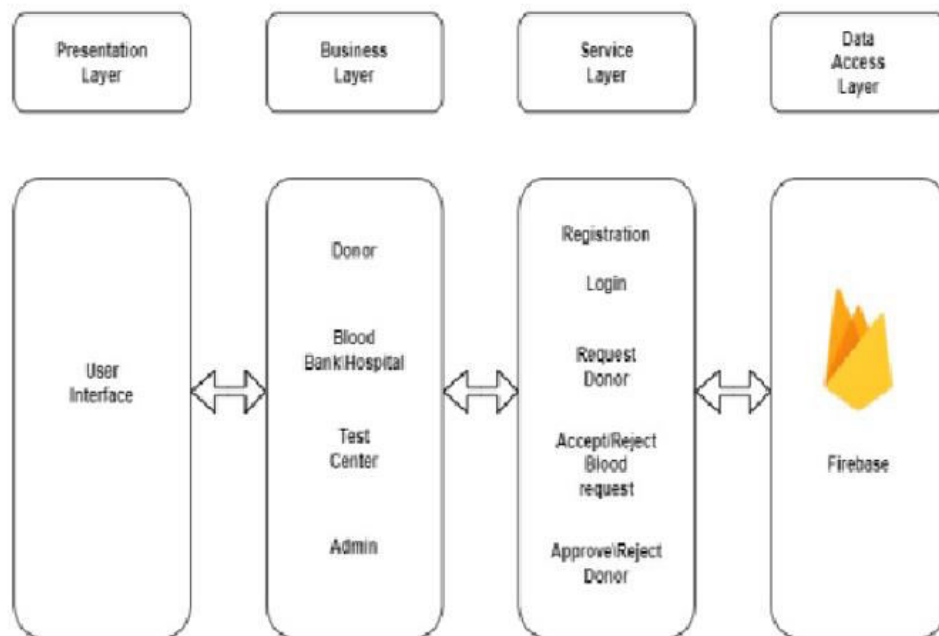 Presentation
Layer
Business
Layer
Service
Layer
Data
Access
Layer
User
Interface
Donor
Blood
Bank\Hospital
Test
Center
Admin
Registration
Login
Request
Donor
Accept/Reject
Blood
request
Approve\Reject
Donor
Firebase